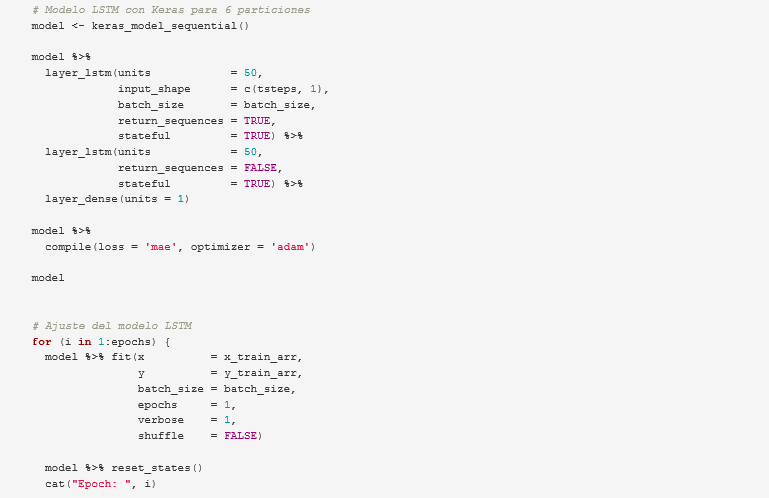 # Modelo LSTM con Keras para 6 particiones
model <- keras_model_sequential()
model %>%
layer_lstm(units = 50,
input_shape = c(tsteps, 1),
batch_size = batch_size,
return_sequences = TRUE,
stateful = TRUE) %>%
layer_lstm(units = 50,
return_sequences = FALSE,
stateful = TRUE) %>%
layer_dense(units = 1)
model %>%
compile(loss = 'mae', optimizer = 'adam')
model
# Ajuste del modelo LSTM
for (i in 1:epochs) {
model %>% fit(x = x_train_arr,
y = y_train_arr,
batch_size = batch_size,
epochs = 1,
verbose = 1,
shuffle = FALSE)
model %>% reset_states()
cat("Epoch: ", i)